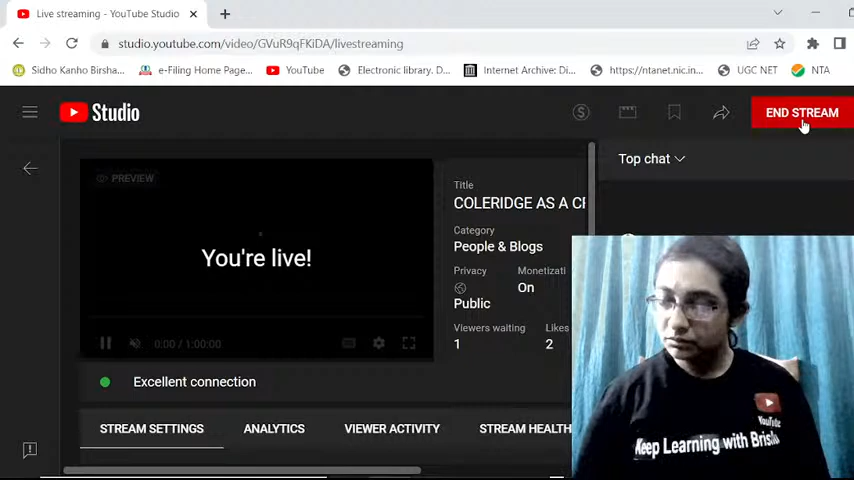 Live streaming - YouTube Studio
studio.youtube.com/video/GVuR9qFKiDA/livestreaming
Sidho Kanho Birsha...
e-Filing Home Page...
YouTube
Electronic library. D...
Internet Archive: Di...
https://ntanet.nic.in...
UGC NET
NTA
Studio
END STREAM
Top chat
PREVIEW
You're live!
0:00 / 1:00:00
Title
COLERIDGE AS A CR
Category
People & Blogs
Privacy
Monetizati
Public
On
Viewers waiting
Likes
1
2
Excellent connection
STREAM SETTINGS
ANALYTICS
VIEWER ACTIVITY
STREAM HEALTH
YouTube
Keep Learning with